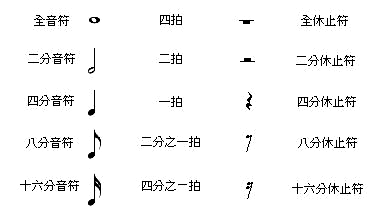 全音符 四拍 全休止符
二分音符 二拍 二分休止符
四分音符 一拍 四分休止符
八分音符 二分之一拍 八分休止符
十六分音符 四分之一拍 十六分休止符